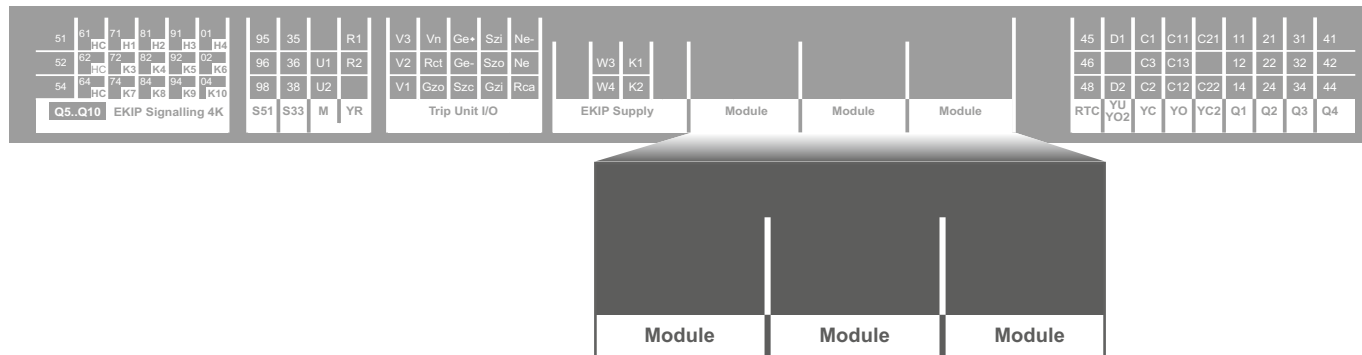 51 61 HC 71 H1 81 H2 91 H3 01 H4 95 35 R1 V3 Vn Ge+ Szi Ne- 45 D1 C1 C11 C21 11 21 31 41
52 62 HC 72 K3 82 K4 92 K5 02 K6 96 36 U1 R2 V2 Rct Ge- Szo Ne W3 K1 46 C3 C13 12 22 32 42
54 64 HC 74 K7 84 K8 94 K9 04 K10 98 38 U2 V1 Gzo Szc Gzi Rca W4 K2 48 D2 C2 C12 C22 14 24 34 44
Q5..Q10 EKIP Signalling 4K S51 S33 M YR Trip Unit I/O EKIP Supply Module Module Module RTC YU YO2 YC YO YC2 Q1 Q2 Q3 Q4
Module Module Module